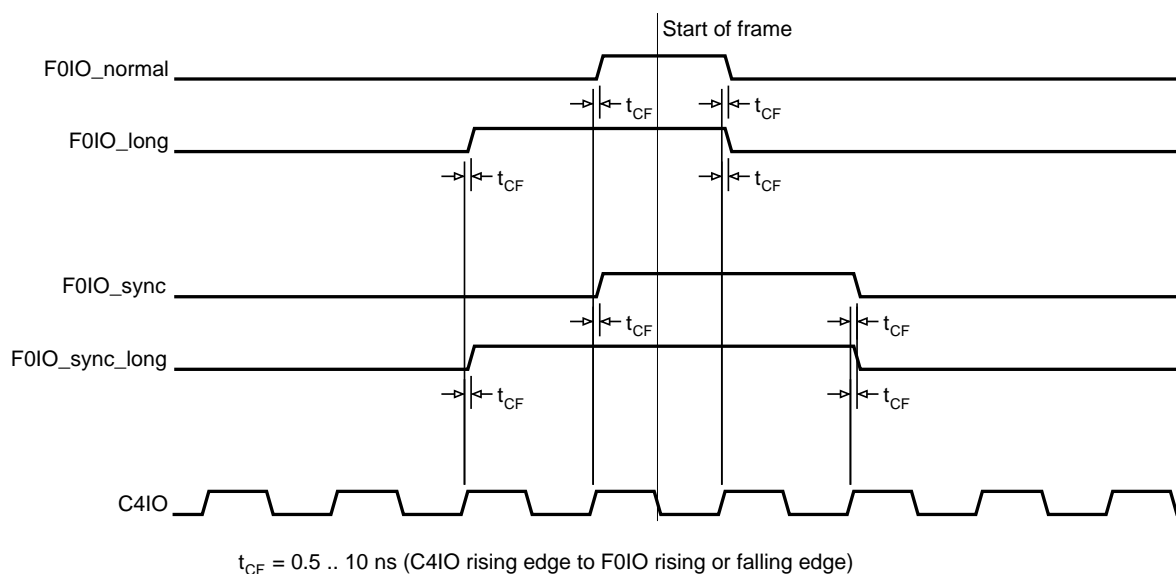 Start of frame
F0IO_normal
t_CF t_CF
F0IO_long
t_CF t_CF
F0IO_sync
t_CF t_CF
F0IO_sync_long
t_CF t_CF
C4IO
t_CF = 0.5 .. 10 ns (C4IO rising edge to F0IO rising or falling edge)